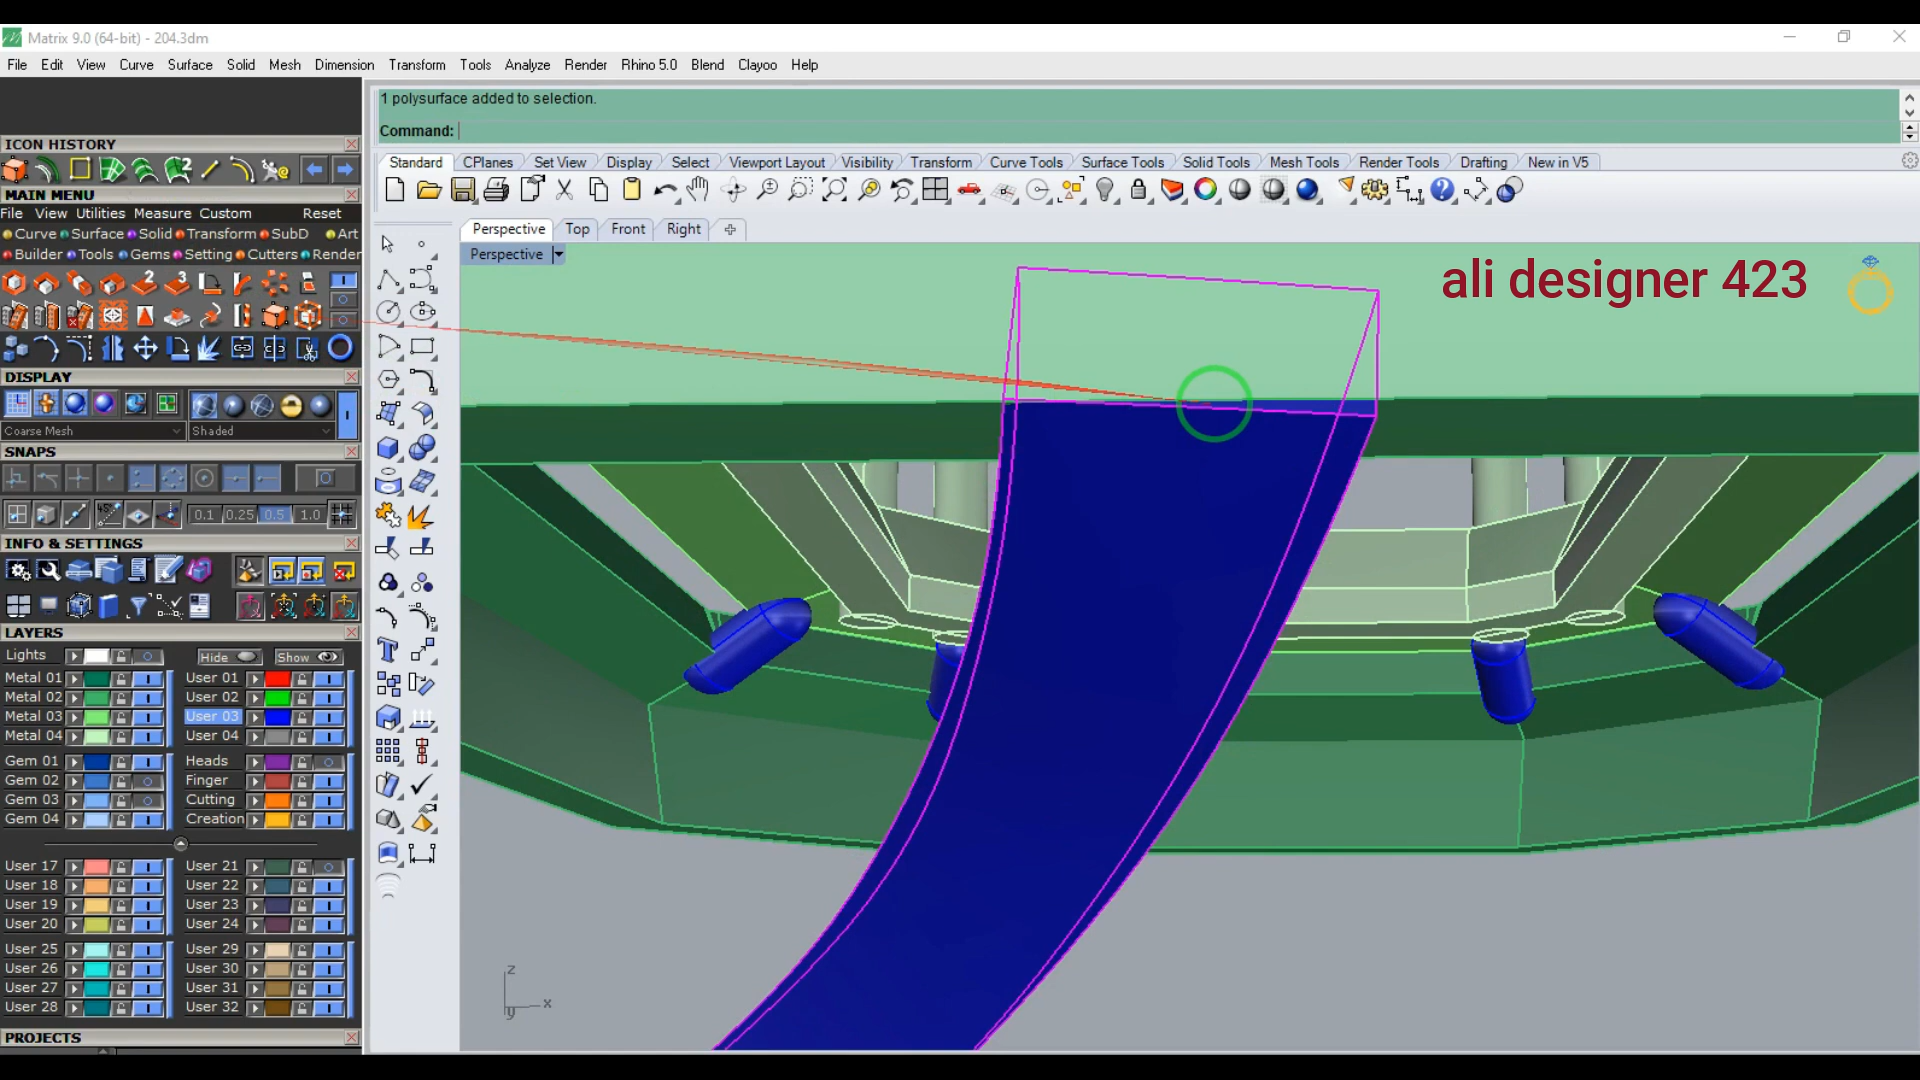 Matrix 9.0 (64-bit) - 204.3dm
File Edit View Curve Surface Solid Mesh Dimension Transform Tools Analyze Render Rhino 5.0 Blend Clayoo Help
1 polysurface added to selection.
Command:
Standard CPlanes Set View Display Select Viewport Layout Visibility Transform Curve Tools Surface Tools Solid Tools Mesh Tools Render Tools Drafting New in V5
Perspective Top Front Right
Perspective
ali designer 423
z
x
y
ICON HISTORY
2
MAIN MENU
File View Utilities Measure Custom Reset
Curve Surface Solid Transform SubD Art
Builder Tools Gems Setting Cutters Render
2 3
DISPLAY
Coarse Mesh Shaded
SNAPS
45°
0.1 0.25 0.5 1.0
INFO & SETTINGS
LAYERS
Lights Hide Show
Metal 01 User 01
Metal 02 User 02
Metal 03 User 03
Metal 04 User 04
Gem 01 Heads
Gem 02 Finger
Gem 03 Cutting
Gem 04 Creation
User 17 User 21
User 18 User 22
User 19 User 23
User 20 User 24
User 25 User 29
User 26 User 30
User 27 User 31
User 28 User 32
PROJECTS